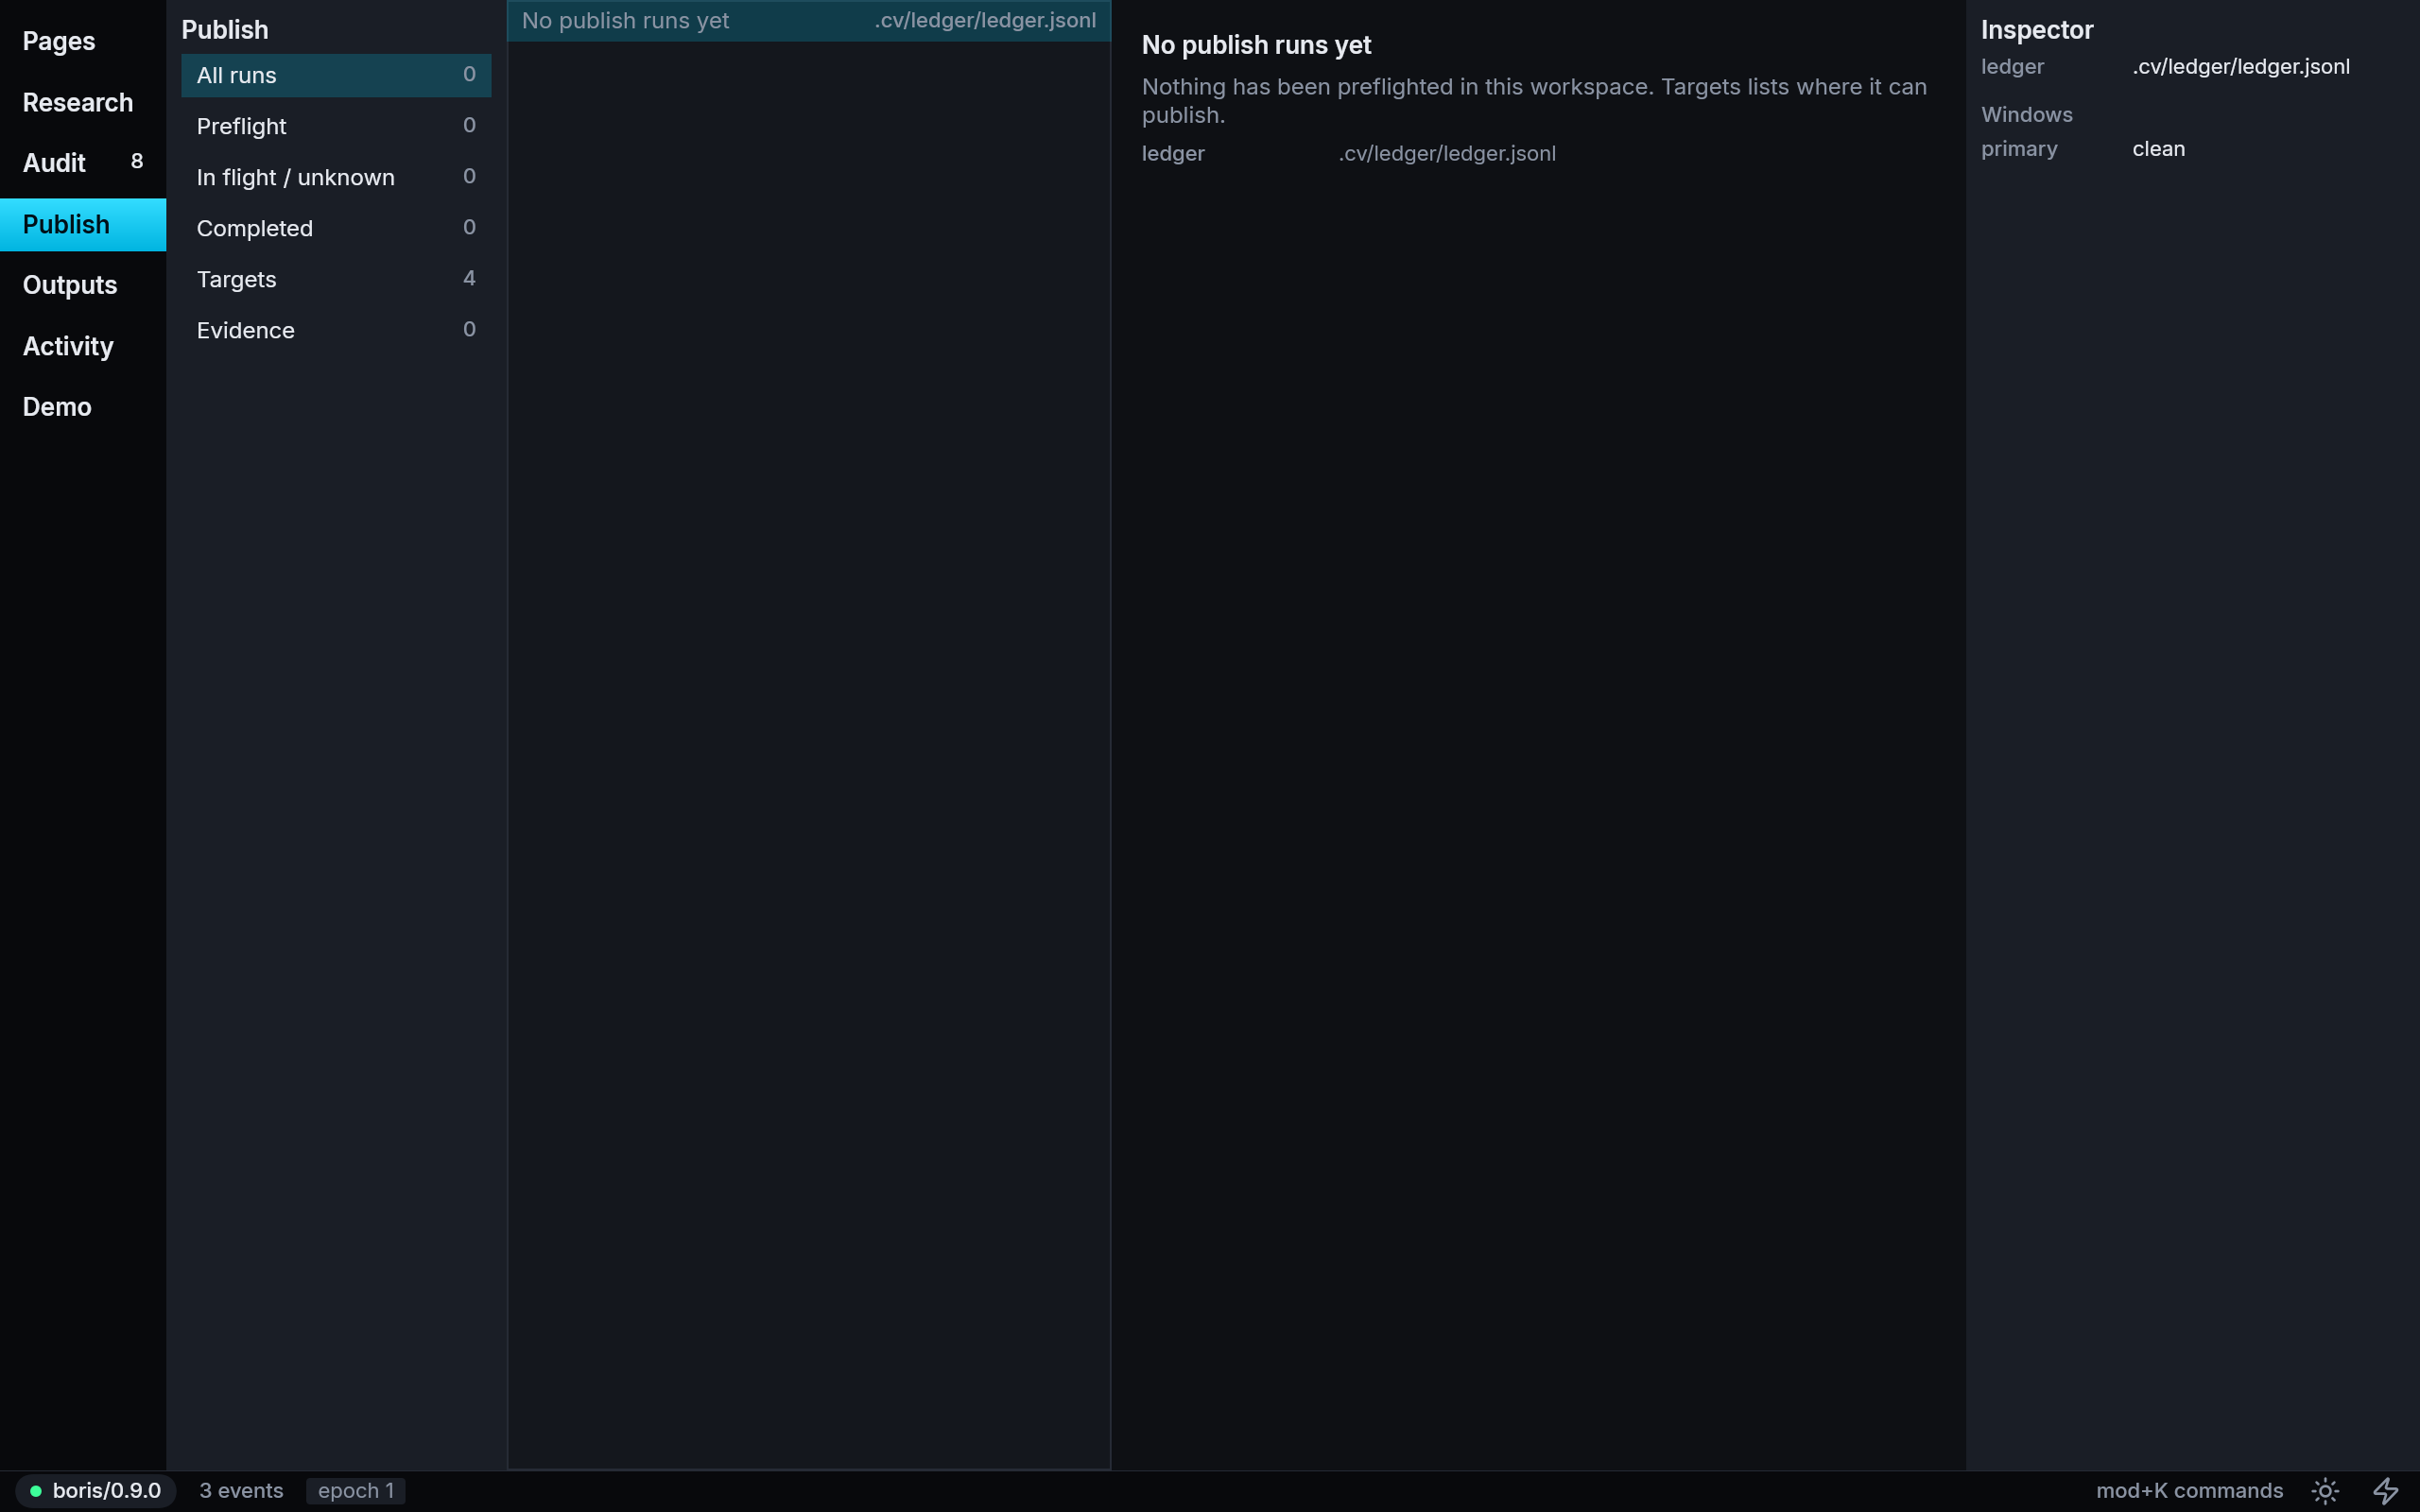 Pages
Research
Audit 8
Publish
Outputs
Activity
Demo
Publish
All runs 0
Preflight 0
In flight / unknown 0
Completed 0
Targets 4
Evidence 0
No publish runs yet .cv/ledger/ledger.jsonl
No publish runs yet
Nothing has been preflighted in this workspace. Targets lists where it can
publish.
ledger .cv/ledger/ledger.jsonl
Inspector
ledger .cv/ledger/ledger.jsonl
Windows
primary clean
boris/0.9.0 3 events epoch 1 mod+K commands